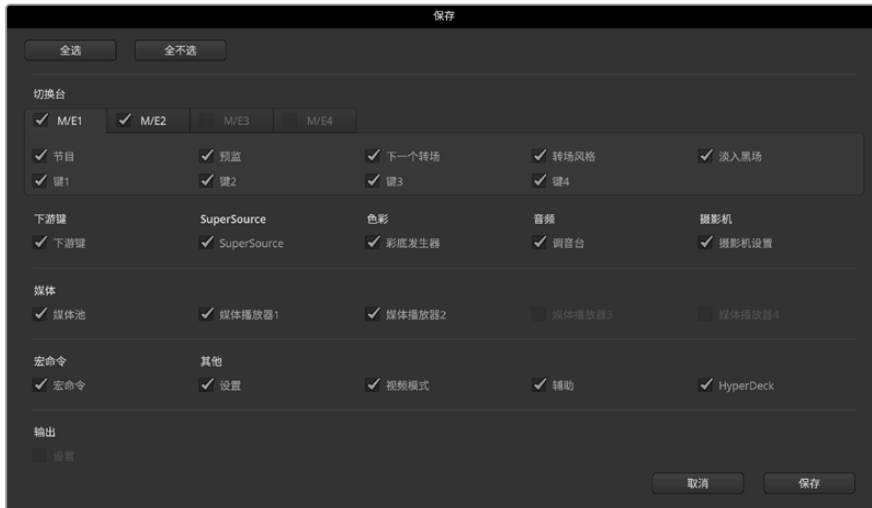 保存
全选 全不选
切换台
M/E1 M/E2 M/E3 M/E4
节目 预监 下一个转场 转场风格 淡入黑场
键1 键2 键3 键4
下游键 SuperSource 色彩 音频 摄影机
下游键 SuperSource 彩底发生器 调音台 摄影机设置
媒体
媒体池 媒体播放器1 媒体播放器2 媒体播放器3 媒体播放器4
宏命令 其他
宏命令 设置 视频模式 辅助 HyperDeck
输出
设置
取消 保存